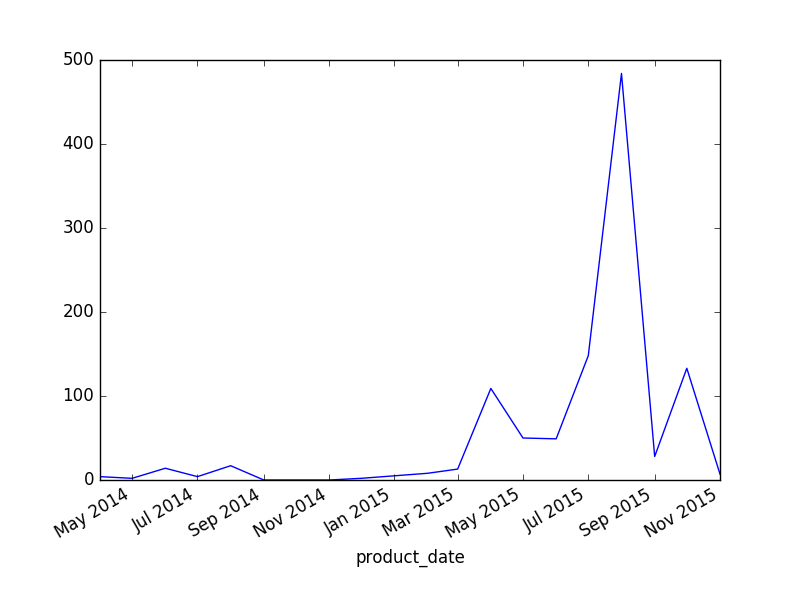 500
400
300
200
100
0
May 2014
Jul 2014
Sep 2014
Nov 2014
Jan 2015
Mar 2015
May 2015
Jul 2015
Sep 2015
Nov 2015
product_date